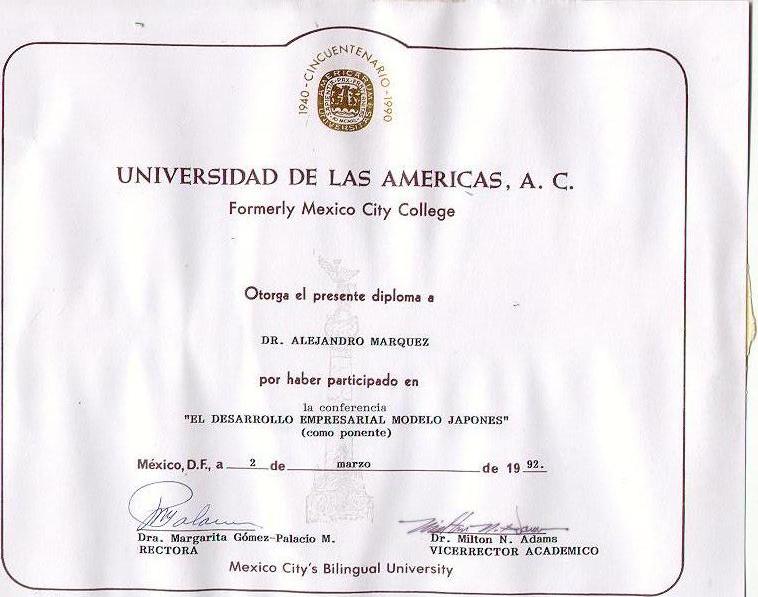 1940 - CINCUENTENARIO - 1990
UNIVERSIDAD DE LAS AMERICAS, A. C.
Formerly Mexico City College
Otorga el presente diploma a
DR. ALEJANDRO MARQUEZ
por haber participado en
la conferencia
"EL DESARROLLO EMPRESARIAL MODELO JAPONES"
(como ponente)
México, D.F., a 2 de marzo de 19 92.
Dra. Margarita Gómez-Palacio M. Dr. Milton N. Adams
RECTORA VICERRECTOR ACADEMICO
Mexico City's Bilingual University